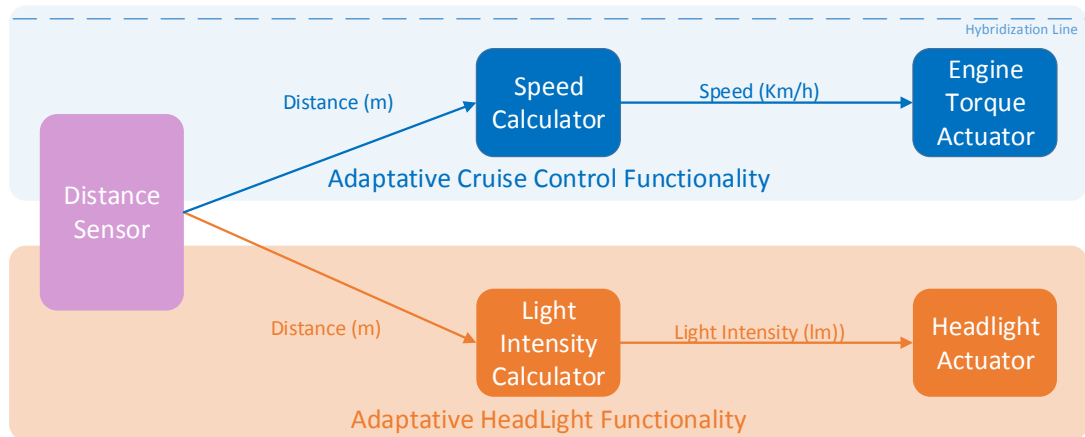 Hybridization Line
Speed
Calculator
Engine
Torque
Actuator
Distance (m)
Speed (Km/h)
Adaptative Cruise Control Functionality
Distance
Sensor
Distance (m)
Light
Intensity
Calculator
Light Intensity (lm))
Headlight
Actuator
Adaptative HeadLight Functionality